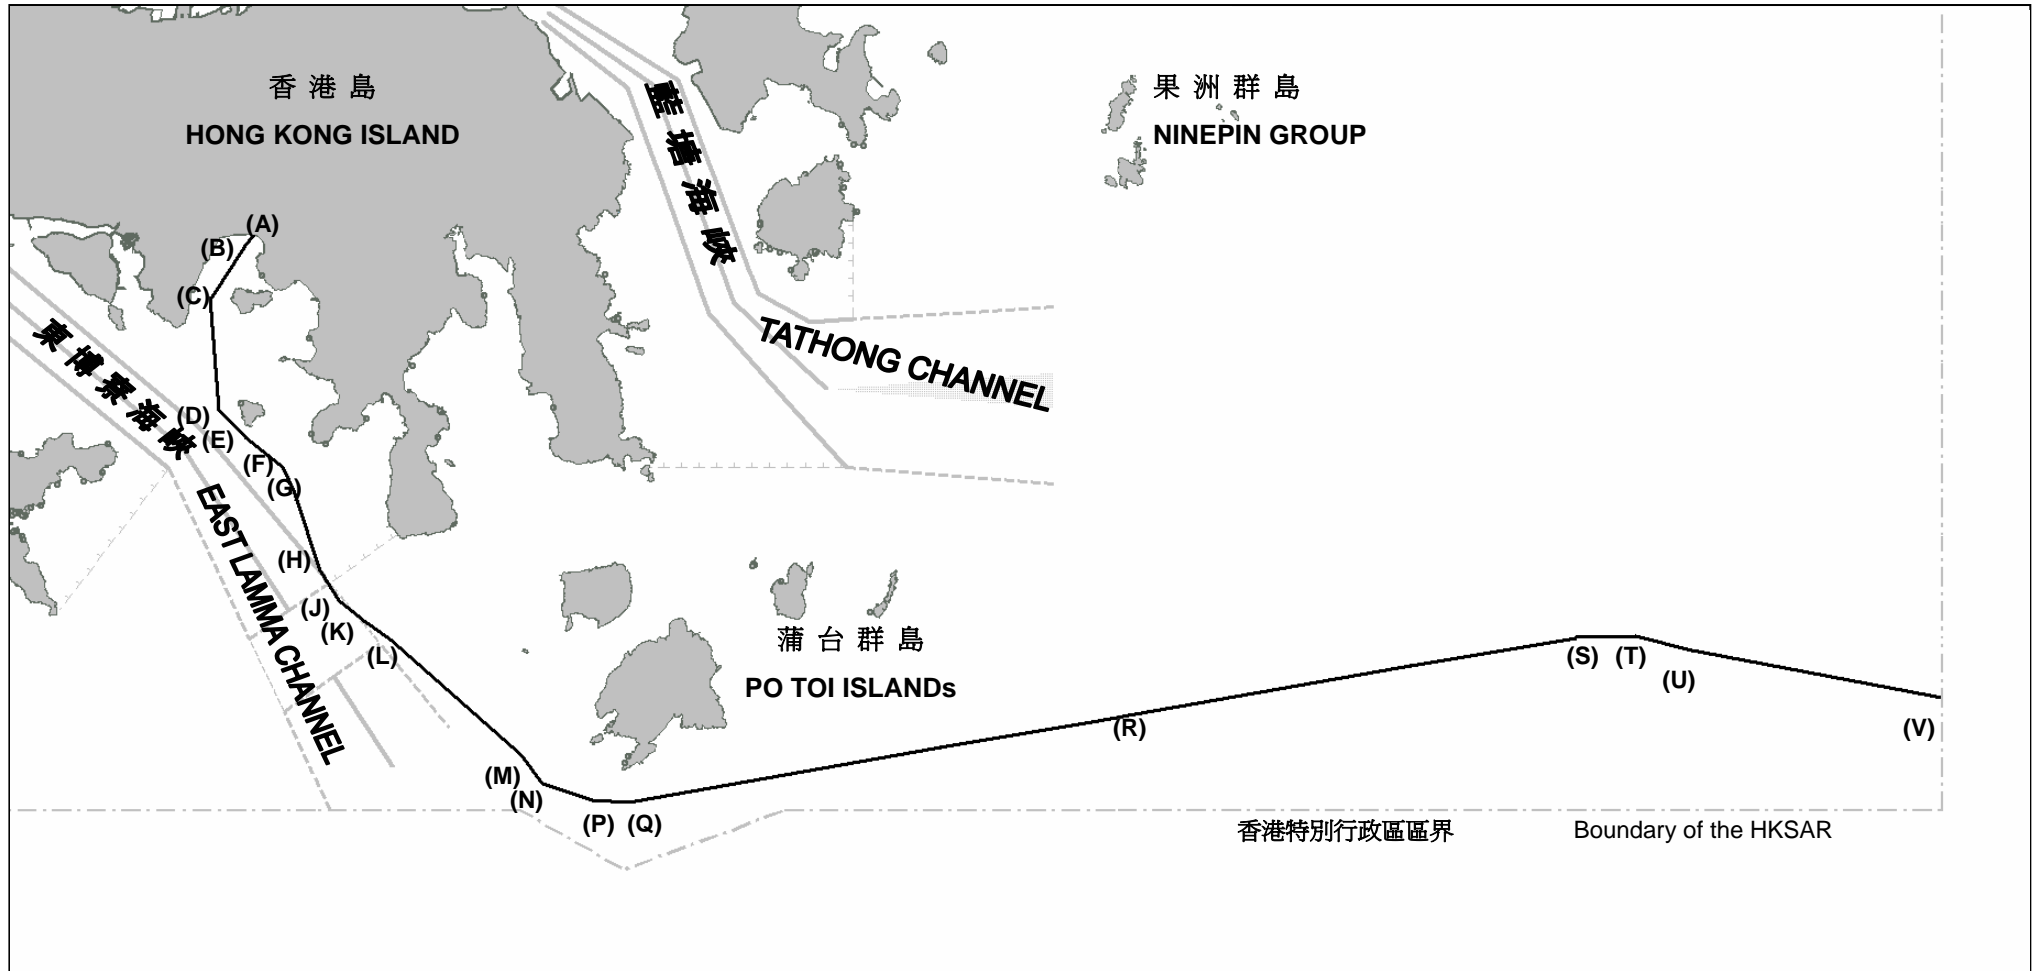 香港島
HONG KONG ISLAND
藍塘海峽
TATHONG CHANNEL
果洲群島
NINEPIN GROUP
(A)
(B)
(C)
東博寮海峽
EAST LAMMA CHANNEL
(D)
(E)
(F)
(G)
(H)
(J)
(K)
(L)
蒲台群島
PO TOI ISLANDs
(M)
(N)
(P) (Q)
(R)
(S) (T)
(U)
(V)
香港特別行政區區界 Boundary of the HKSAR